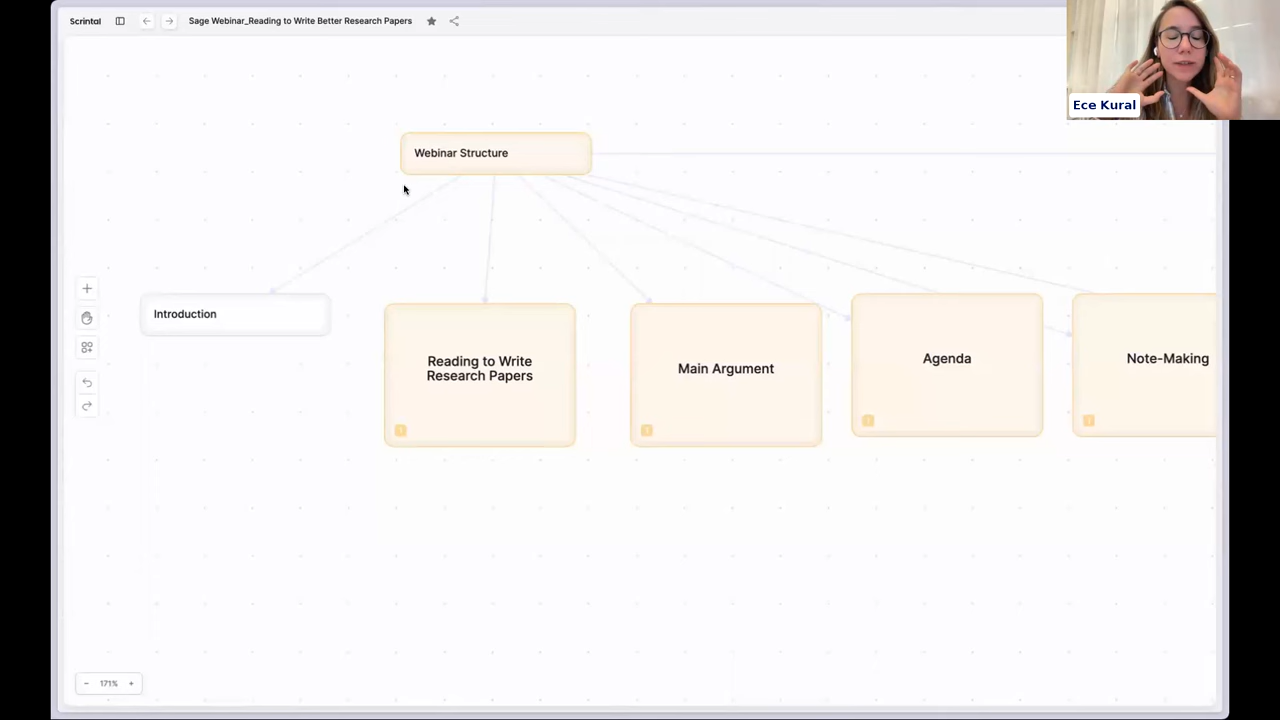 Scrintal
Sage Webinar_Reading to Write Better Research Papers
Ece Kural
Webinar Structure
Introduction
Reading to Write
Research Papers
Main Argument
Agenda
Note-Making
171%